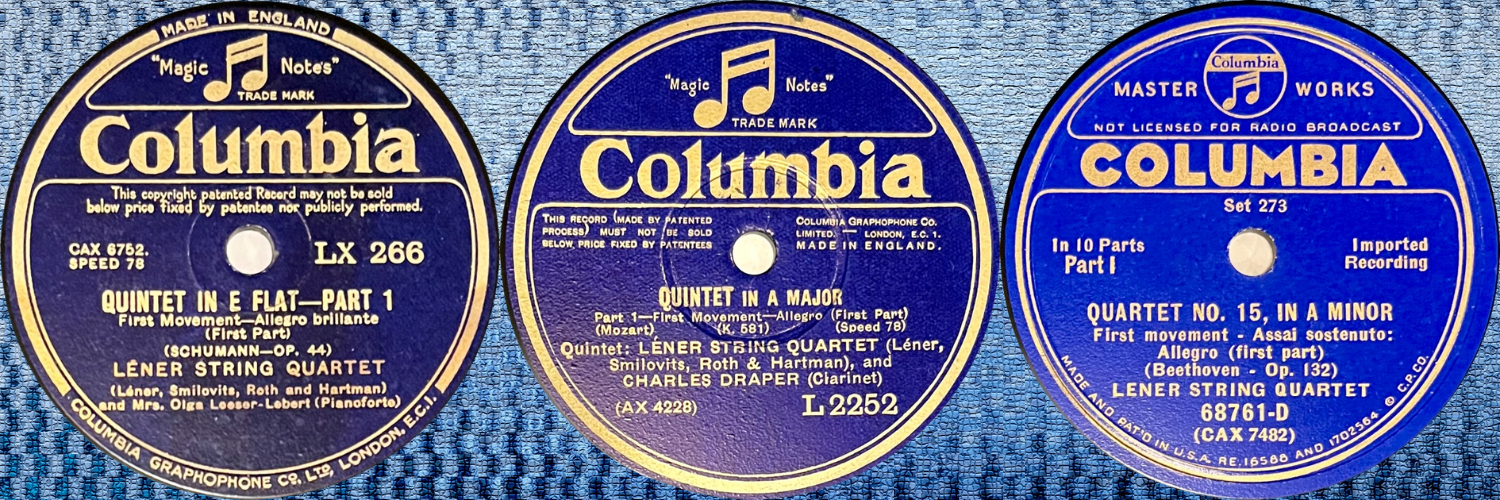 MADE IN ENGLAND
"Magic Notes"
TRADE MARK
Columbia
This copyright patented Record may not be sold
below price fixed by patentee nor publicly performed.
CAX 6752.
SPEED 78
LX 266
QUINTET IN E FLAT—PART 1
First Movement—Allegro brillante
(First Part)
(SCHUMANN—OP. 44)
LÉNER STRING QUARTET
(Léner, Smilovits, Roth and Hartman)
and Mrs. Olga Loeser-Lebert (Pianoforte)
COLUMBIA GRAPHOPHONE CO. LTD, LONDON. E.C.1.
"Magic Notes"
TRADE MARK
Columbia
THIS RECORD (MADE BY PATENTED
PROCESS) MUST NOT BE SOLD
BELOW PRICE FIXED BY PATENTEES
COLUMBIA GRAPHOPHONE CO.
LIMITED. — LONDON, E.C. 1.
MADE IN ENGLAND.
QUINTET IN A MAJOR
Part 1—First Movement—Allegro (First Part)
(Mozart) (K. 581) (Speed 78)
Quintet: LÉNER STRING QUARTET (Léner,
Smilovits, Roth & Hartman), and
CHARLES DRAPER (Clarinet)
(AX 4228)
L 2252
Columbia
MASTER WORKS
NOT LICENSED FOR RADIO BROADCAST
COLUMBIA
Set 273
In 10 Parts
Part I
Imported
Recording
QUARTET NO. 15, IN A MINOR
First movement - Assai sostenuto:
Allegro (first part)
(Beethoven - Op. 132)
LENER STRING QUARTET
68761-D
(CAX 7482)
MADE AND PAT'D IN U.S.A. RE. 16588 AND 1702564 © C.P.CO.